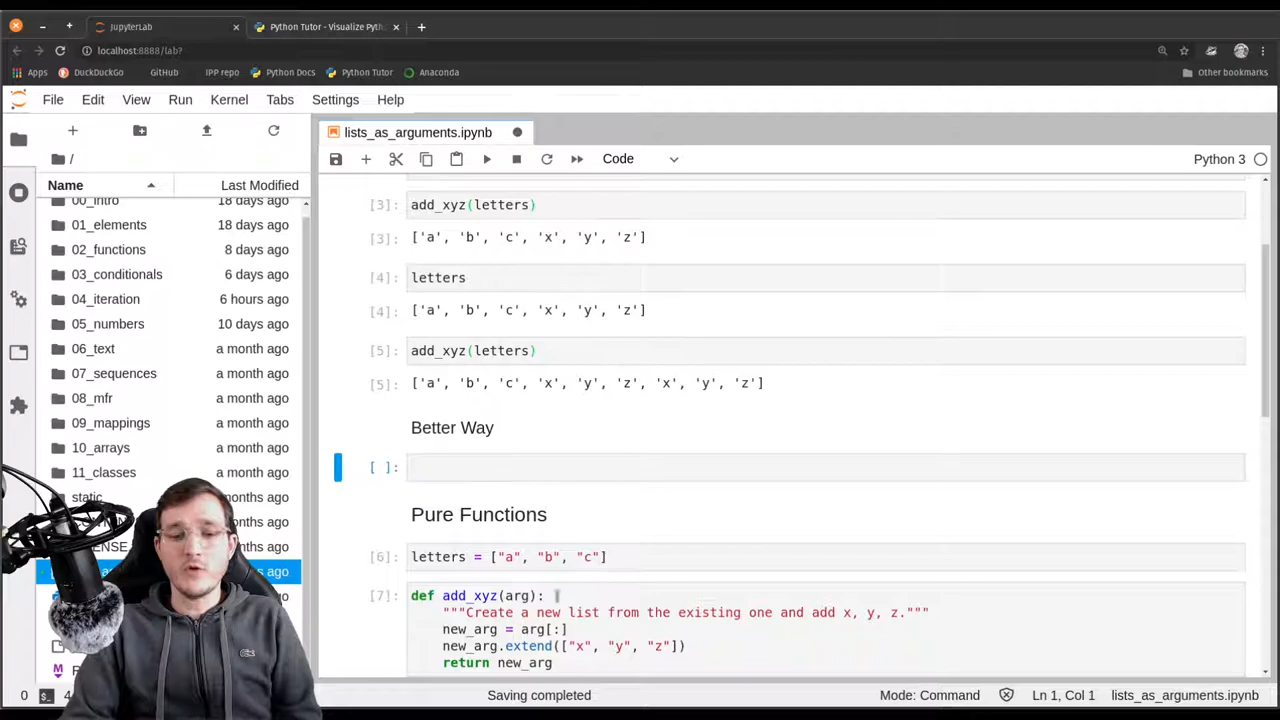 JupyterLab
Python Tutor - Visualize Pyth
localhost:8888/lab?
Apps DuckDuckGo GitHub IPP repo Python Docs Python Tutor Anaconda Other bookmarks
File Edit View Run Kernel Tabs Settings Help
lists_as_arguments.ipynb
/
Code
Python 3
Name Last Modified
00_intro 18 days ago
01_elements 18 days ago
02_functions 8 days ago
03_conditionals 6 days ago
04_iteration 6 hours ago
05_numbers 10 days ago
06_text a month ago
07_sequences a month ago
08_mfr a month ago
09_mappings a month ago
10_arrays a month ago
11_classes a month ago
static onths ago
onths ago
ENSE onths ago
s ago
[3]: add_xyz(letters)
[3]: ['a', 'b', 'c', 'x', 'y', 'z']
[4]: letters
[4]: ['a', 'b', 'c', 'x', 'y', 'z']
[5]: add_xyz(letters)
[5]: ['a', 'b', 'c', 'x', 'y', 'z', 'x', 'y', 'z']
Better Way
[ ]:
Pure Functions
[6]: letters = ["a", "b", "c"]
[7]: def add_xyz(arg):
"""Create a new list from the existing one and add x, y, z."""
new_arg = arg[:]
new_arg.extend(["x", "y", "z"])
return new_arg
0 $_ 4 Saving completed Mode: Command Ln 1, Col 1 lists_as_arguments.ipynb